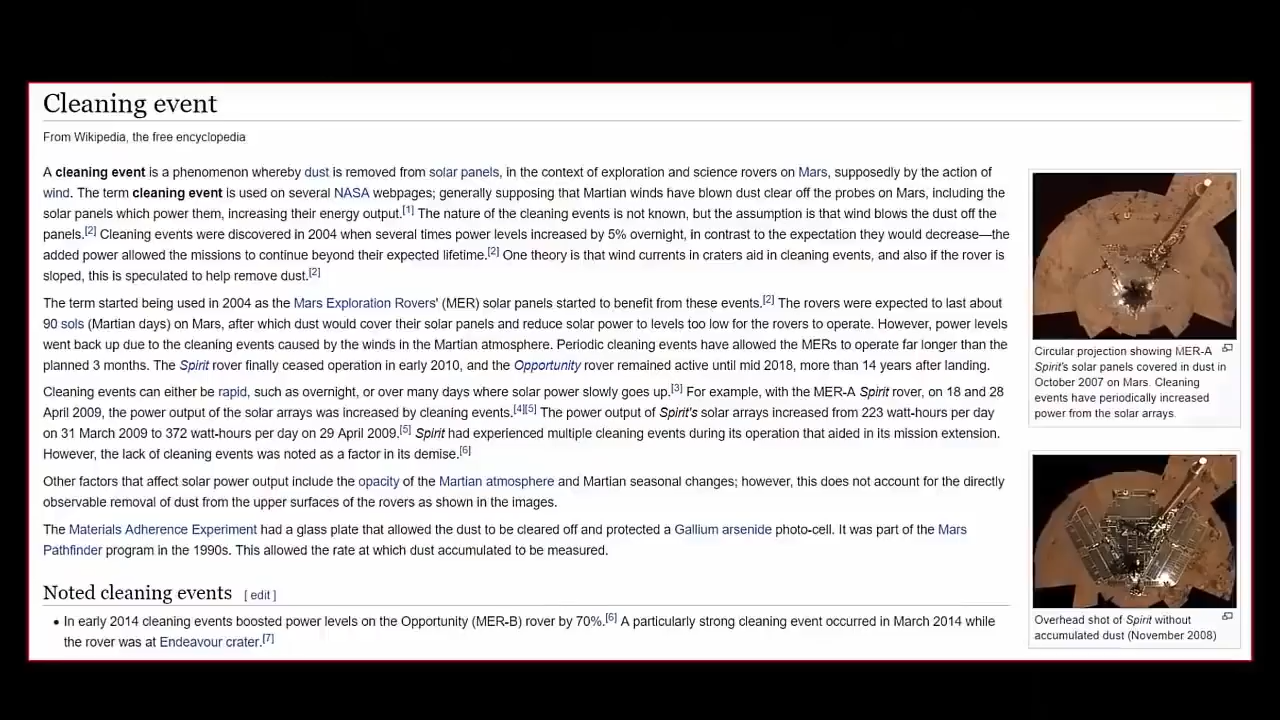 Cleaning event
From Wikipedia, the free encyclopedia
A cleaning event is a phenomenon whereby dust is removed from solar panels, in the context of exploration and science rovers on Mars, supposedly by the action of
wind. The term cleaning event is used on several NASA webpages; generally supposing that Martian winds have blown dust clear off the probes on Mars, including the
solar panels which power them, increasing their energy output.[1] The nature of the cleaning events is not known, but the assumption is that wind blows the dust off the
panels.[2] Cleaning events were discovered in 2004 when several times power levels increased by 5% overnight, in contrast to the expectation they would decrease—the
added power allowed the missions to continue beyond their expected lifetime.[2] One theory is that wind currents in craters aid in cleaning events, and also if the rover is
sloped, this is speculated to help remove dust.[2]
The term started being used in 2004 as the Mars Exploration Rovers' (MER) solar panels started to benefit from these events.[2] The rovers were expected to last about
90 sols (Martian days) on Mars, after which dust would cover their solar panels and reduce solar power to levels too low for the rovers to operate. However, power levels
went back up due to the cleaning events caused by the winds in the Martian atmosphere. Periodic cleaning events have allowed the MERs to operate far longer than the
planned 3 months. The Spirit rover finally ceased operation in early 2010, and the Opportunity rover remained active until mid 2018, more than 14 years after landing.
Cleaning events can either be rapid, such as overnight, or over many days where solar power slowly goes up.[3] For example, with the MER-A Spirit rover, on 18 and 28
April 2009, the power output of the solar arrays was increased by cleaning events.[4][5] The power output of Spirit's solar arrays increased from 223 watt-hours per day
on 31 March 2009 to 372 watt-hours per day on 29 April 2009.[5] Spirit had experienced multiple cleaning events during its operation that aided in its mission extension.
However, the lack of cleaning events was noted as a factor in its demise.[6]
Other factors that affect solar power output include the opacity of the Martian atmosphere and Martian seasonal changes; however, this does not account for the directly
observable removal of dust from the upper surfaces of the rovers as shown in the images.
The Materials Adherence Experiment had a glass plate that allowed the dust to be cleared off and protected a Gallium arsenide photo-cell. It was part of the Mars
Pathfinder program in the 1990s. This allowed the rate at which dust accumulated to be measured.
Noted cleaning events [ edit ]
• In early 2014 cleaning events boosted power levels on the Opportunity (MER-B) rover by 70%.[6] A particularly strong cleaning event occurred in March 2014 while
the rover was at Endeavour crater.[7]
Circular projection showing MER-A
Spirit's solar panels covered in dust in
October 2007 on Mars. Cleaning
events have periodically increased
power from the solar arrays.
Overhead shot of Spirit without
accumulated dust (November 2008)